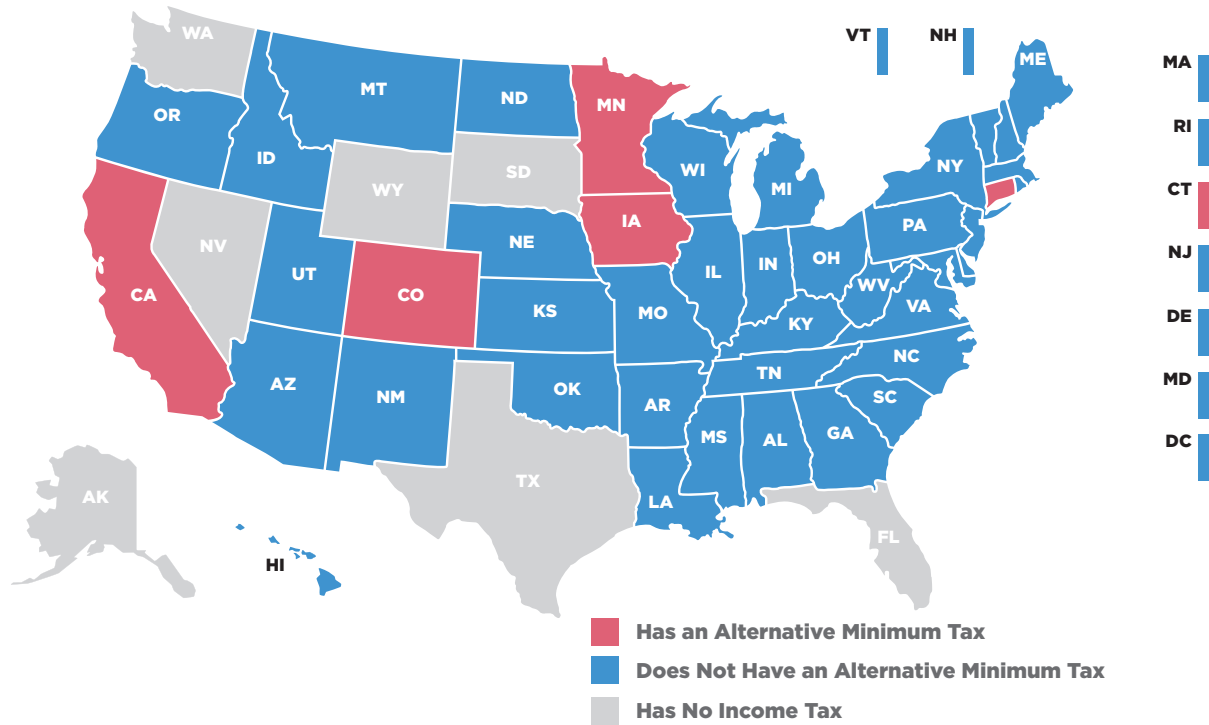 WA
VT
NH
ME
MA
MT
ND
MN
OR
RI
ID
WI
NY
MI
WY
SD
CT
IA
PA
NV
NE
NJ
UT
IN
OH
IL
CA
CO
WV
VA
KS
MO
DE
KY
NC
TN
MD
AZ
OK
NM
AR
SC
GA
MS
AL
DC
TX
AK
LA
FL
HI
Has an Alternative Minimum Tax
Does Not Have an Alternative Minimum Tax
Has No Income Tax